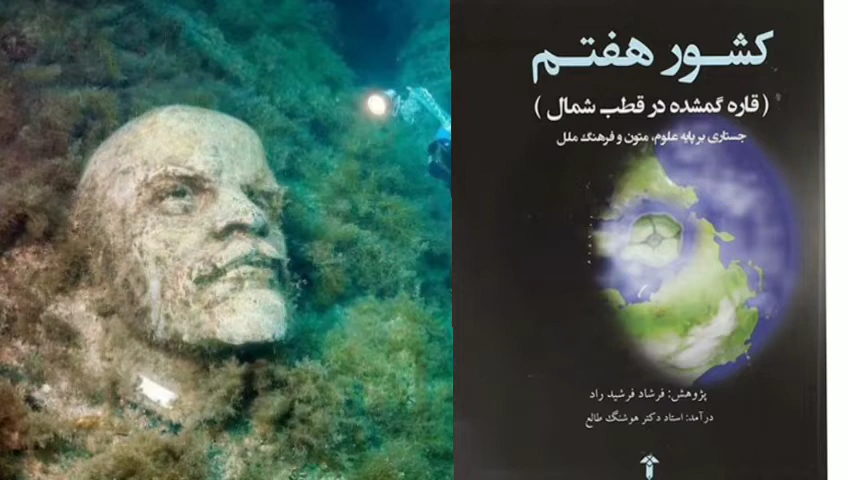 کشور هفتم
( قاره گمشده در قطب شمال )
جستاری بر پایه علوم، متون و فرهنگ ملل
پژوهش: فرشاد فرشید راد
درآمد: استاد دکتر هوشنگ طالع